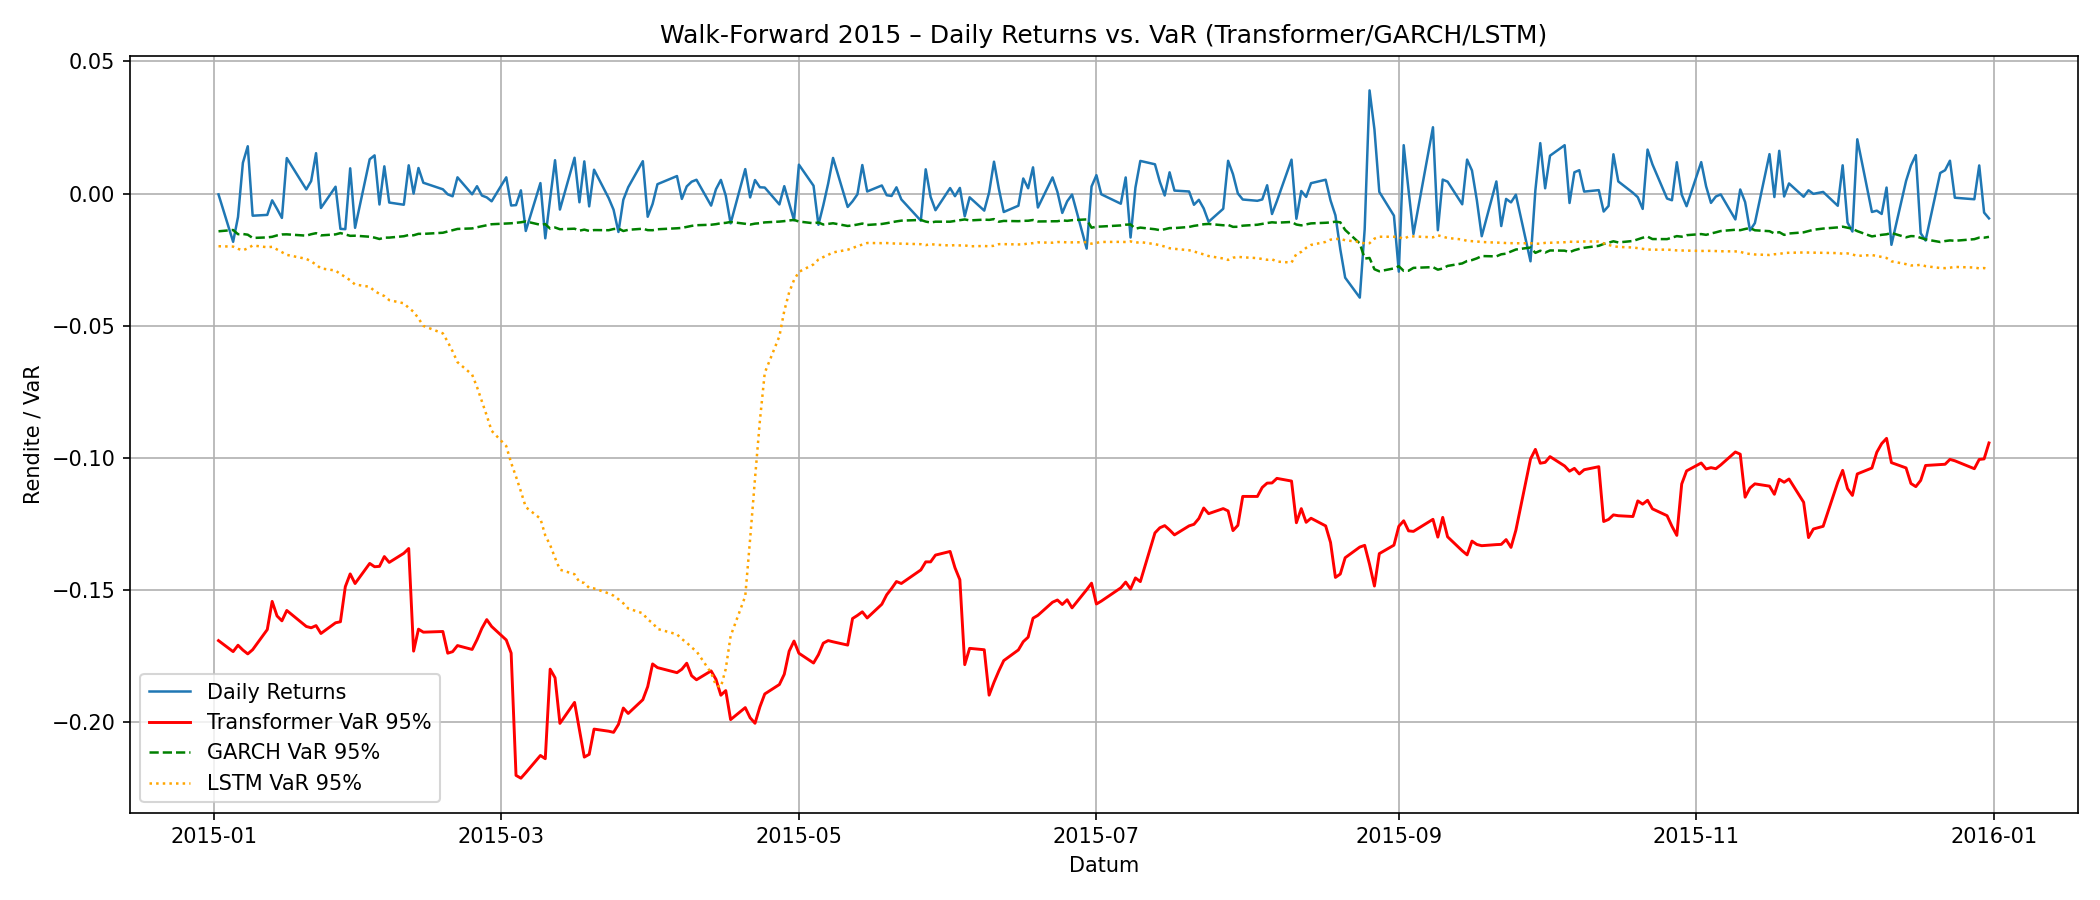 Walk-Forward 2015 – Daily Returns vs. VaR (Transformer/GARCH/LSTM)
Rendite / VaR
0.05
0.00
−0.05
−0.10
−0.15
−0.20
Daily Returns
Transformer VaR 95%
GARCH VaR 95%
LSTM VaR 95%
2015-01
2015-03
2015-05
2015-07
2015-09
2015-11
2016-01
Datum